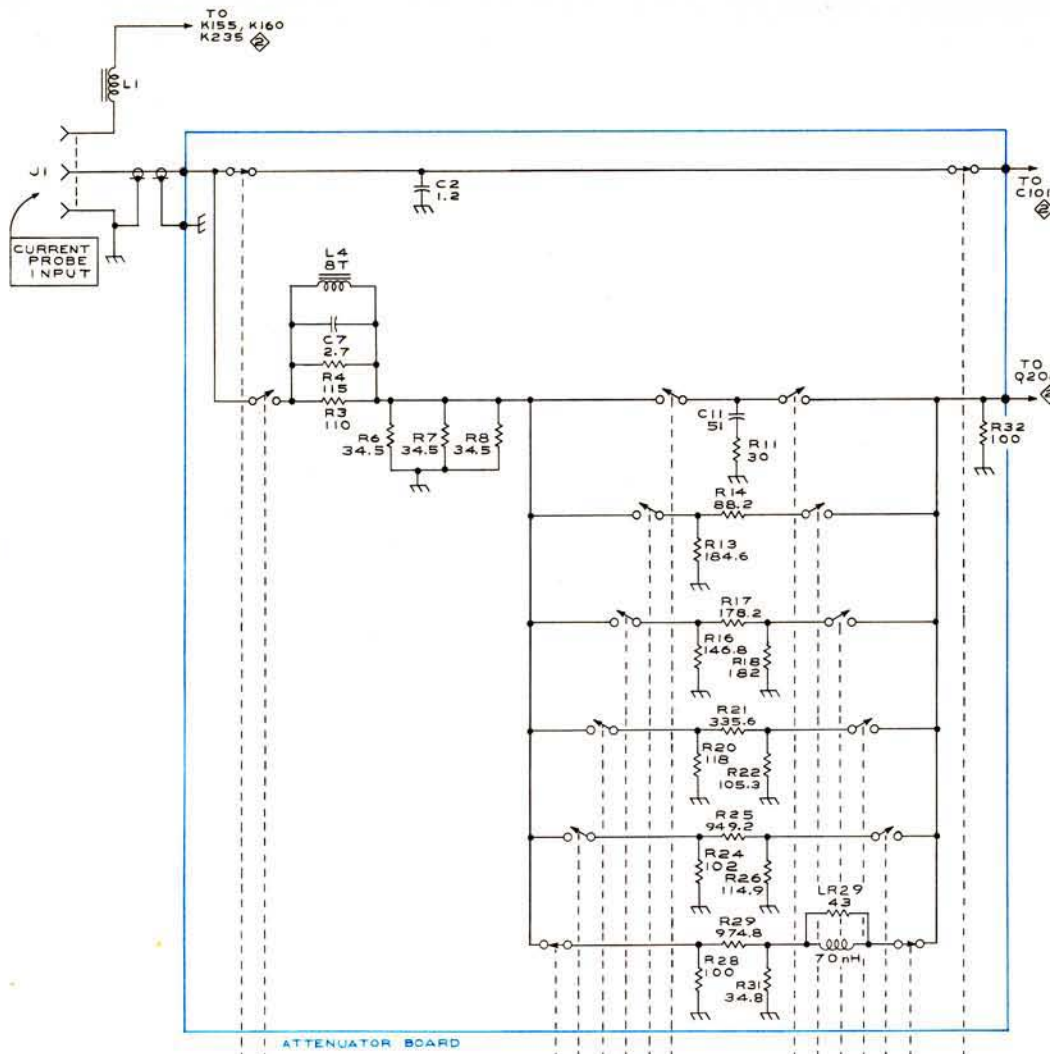 TO
K155, K160
K235 2
L1
J1
CURRENT
PROBE
INPUT
C2
1.2
TO
C101
2
L4
8T
C7
2.7
R4
115
R3
110
R6
34.5
R7
34.5
R8
34.5
C11
51
R11
30
TO
R32
100
R14
88.2
R13
184.6
R17
178.2
R16
146.8
R18
182
R21
335.6
R20
118
R22
105.3
R25
949.2
R24
102
R26
114.9
LR29
43
R29
974.8
70nH
R28
100
R31
34.8
ATTENUATOR BOARD